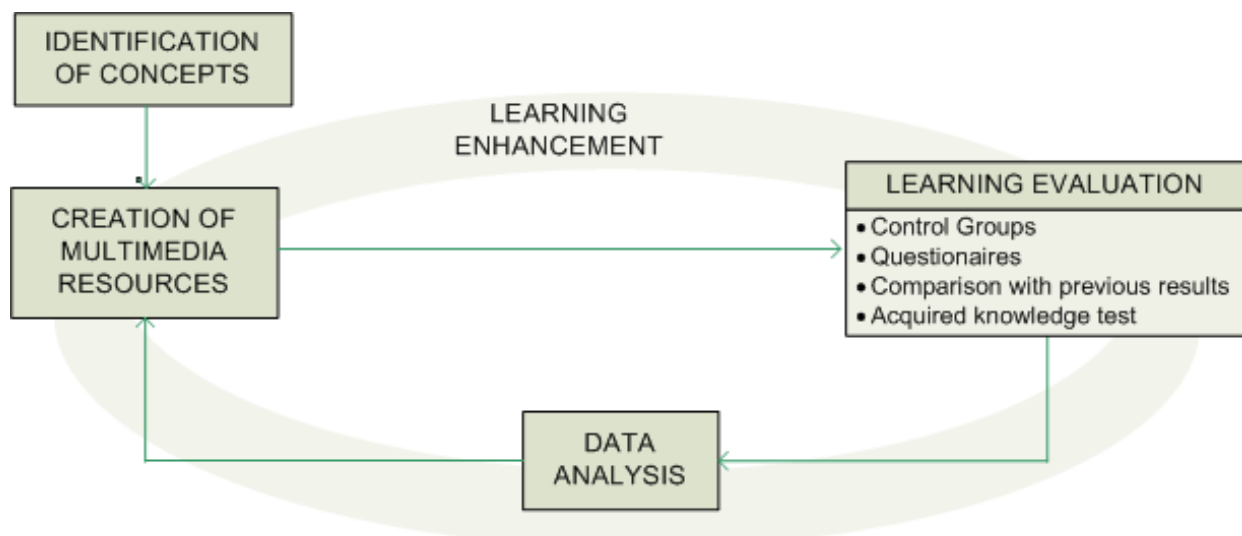 IDENTIFICATION
OF CONCEPTS
LEARNING
ENHANCEMENT
CREATION OF
MULTIMEDIA
RESOURCES
LEARNING EVALUATION
• Control Groups
• Questionaires
• Comparison with previous results
• Acquired knowledge test
DATA
ANALYSIS